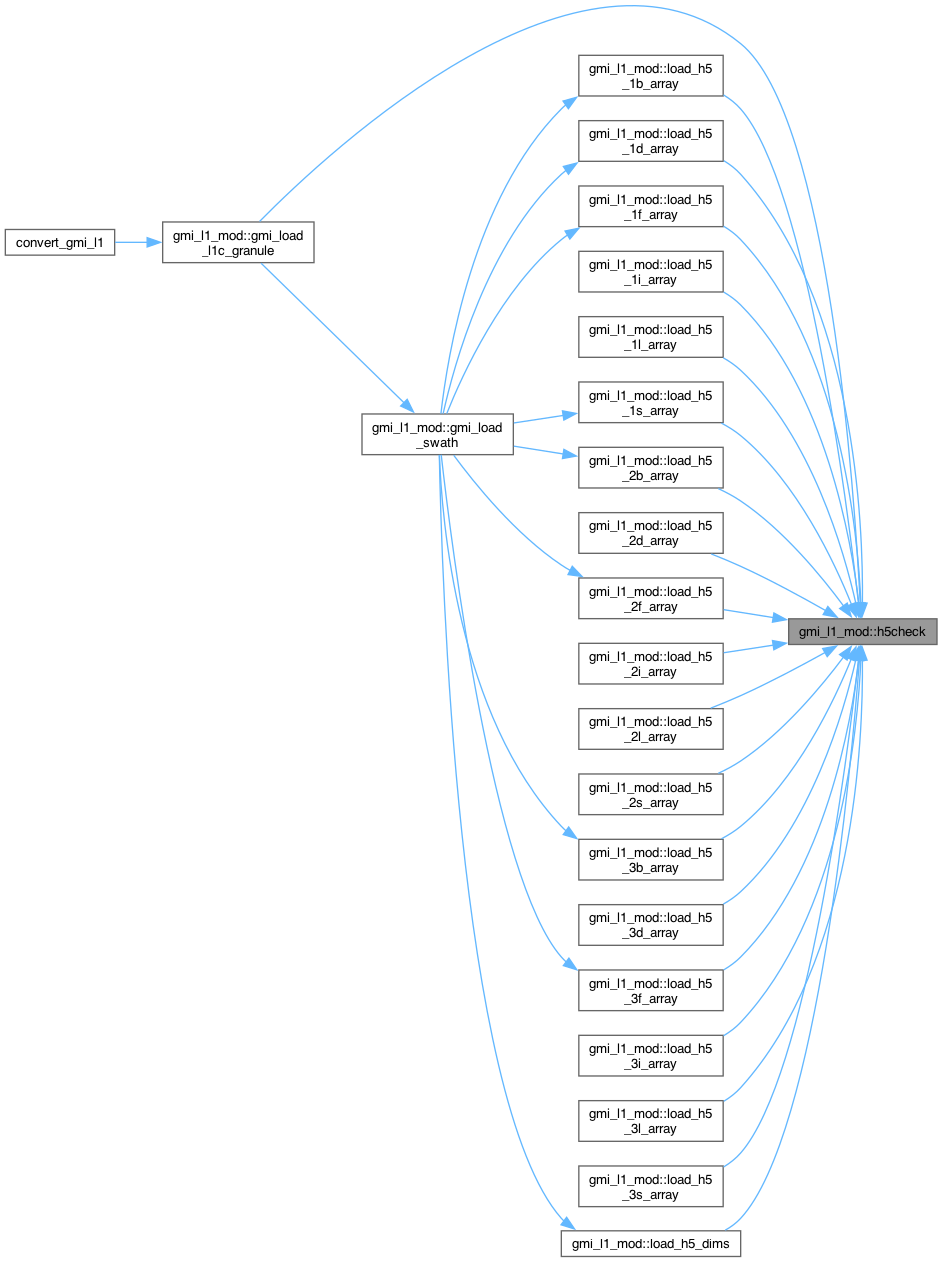 convert_gmi_l1
gmi_l1_mod::gmi_load
_l1c_granule
gmi_l1_mod::gmi_load
_swath
gmi_l1_mod::load_h5
_1b_array
gmi_l1_mod::load_h5
_1d_array
gmi_l1_mod::load_h5
_1f_array
gmi_l1_mod::load_h5
_1i_array
gmi_l1_mod::load_h5
_1l_array
gmi_l1_mod::load_h5
_1s_array
gmi_l1_mod::load_h5
_2b_array
gmi_l1_mod::load_h5
_2d_array
gmi_l1_mod::load_h5
_2f_array
gmi_l1_mod::load_h5
_2i_array
gmi_l1_mod::load_h5
_2l_array
gmi_l1_mod::load_h5
_2s_array
gmi_l1_mod::load_h5
_3b_array
gmi_l1_mod::load_h5
_3d_array
gmi_l1_mod::load_h5
_3f_array
gmi_l1_mod::load_h5
_3i_array
gmi_l1_mod::load_h5
_3l_array
gmi_l1_mod::load_h5
_3s_array
gmi_l1_mod::load_h5_dims
gmi_l1_mod::h5check